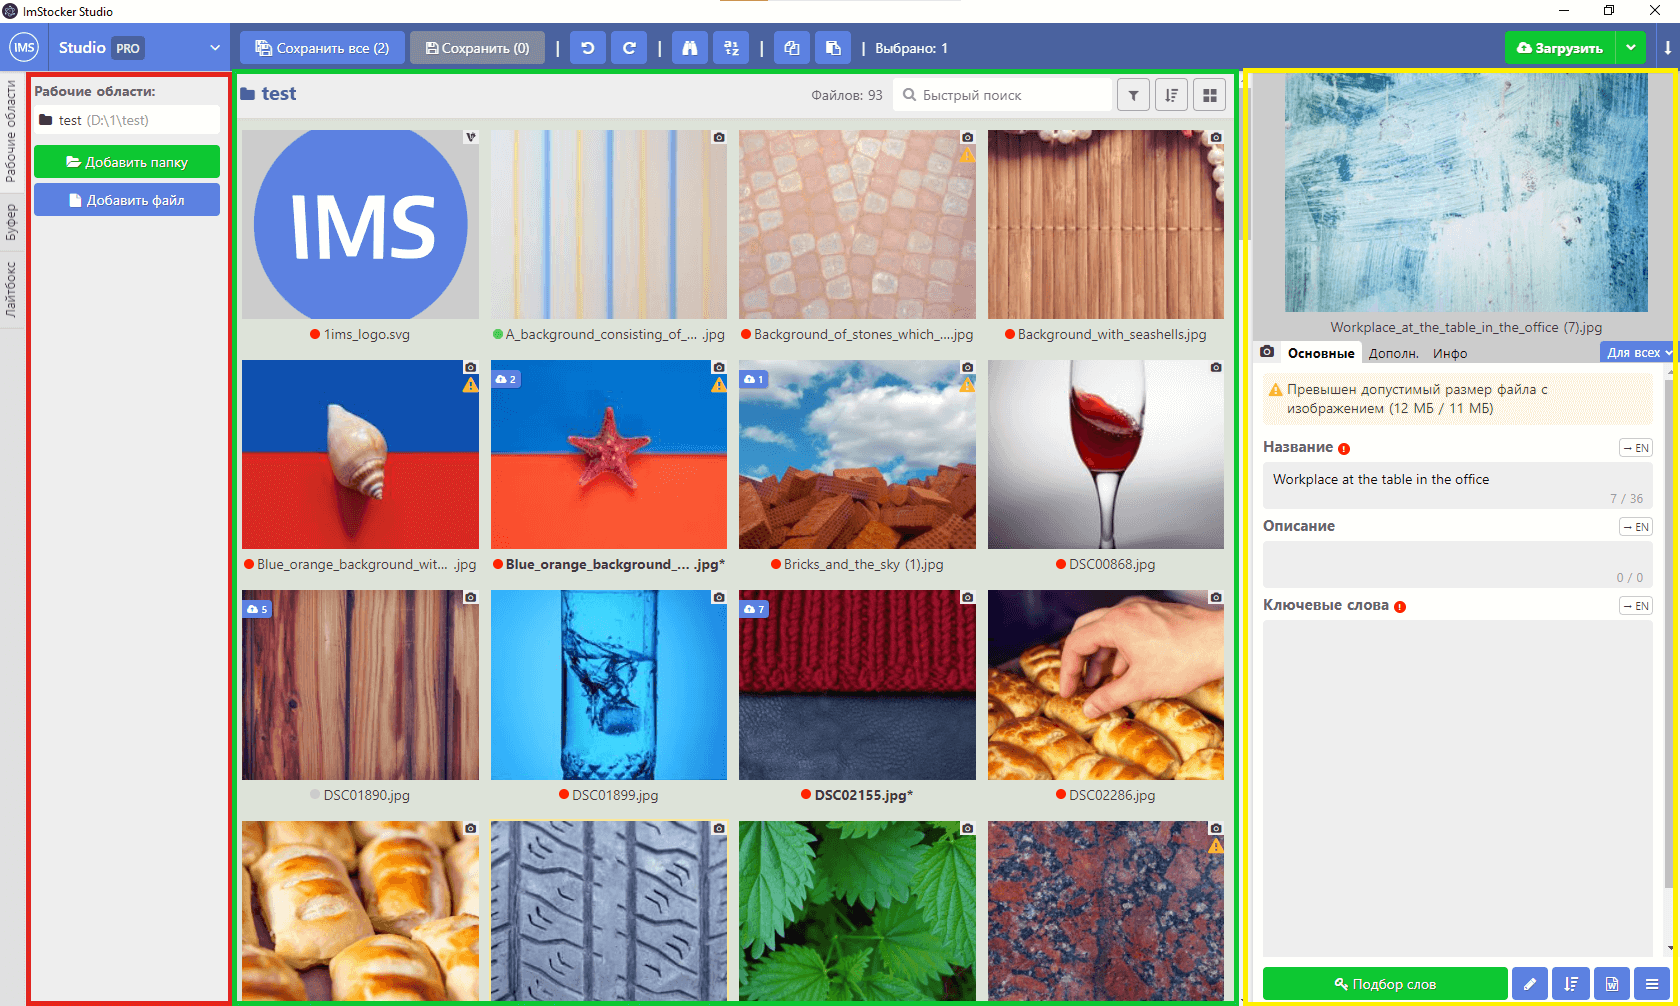 ImStocker Studio
IMS
Studio PRO
Сохранить все (2)
Сохранить (0)
Выбрано: 1
Загрузить
Рабочие области
Буфер
Лайтбокс
Рабочие области:
test (D:\1\test)
Добавить папку
Добавить файл
test
Файлов: 93
Быстрый поиск
IMS
1ims_logo.svg
A_background_consisting_of_... .jpg
Background_of_stones_which_....jpg
Background_with_seashells.jpg
2
1
Blue_orange_background_wit... .jpg
Blue_orange_background_... .jpg*
Bricks_and_the_sky (1).jpg
DSC00868.jpg
5
7
DSC01890.jpg
DSC01899.jpg
DSC02155.jpg*
DSC02286.jpg
Workplace_at_the_table_in_the_office (7).jpg
Основные
Дополн.
Инфо
Для всех
Превышен допустимый размер файла с
изображением (12 МБ / 11 МБ)
Название
→ EN
Workplace at the table in the office
7 / 36
Описание
→ EN
0 / 0
Ключевые слова
→ EN
Подбор слов